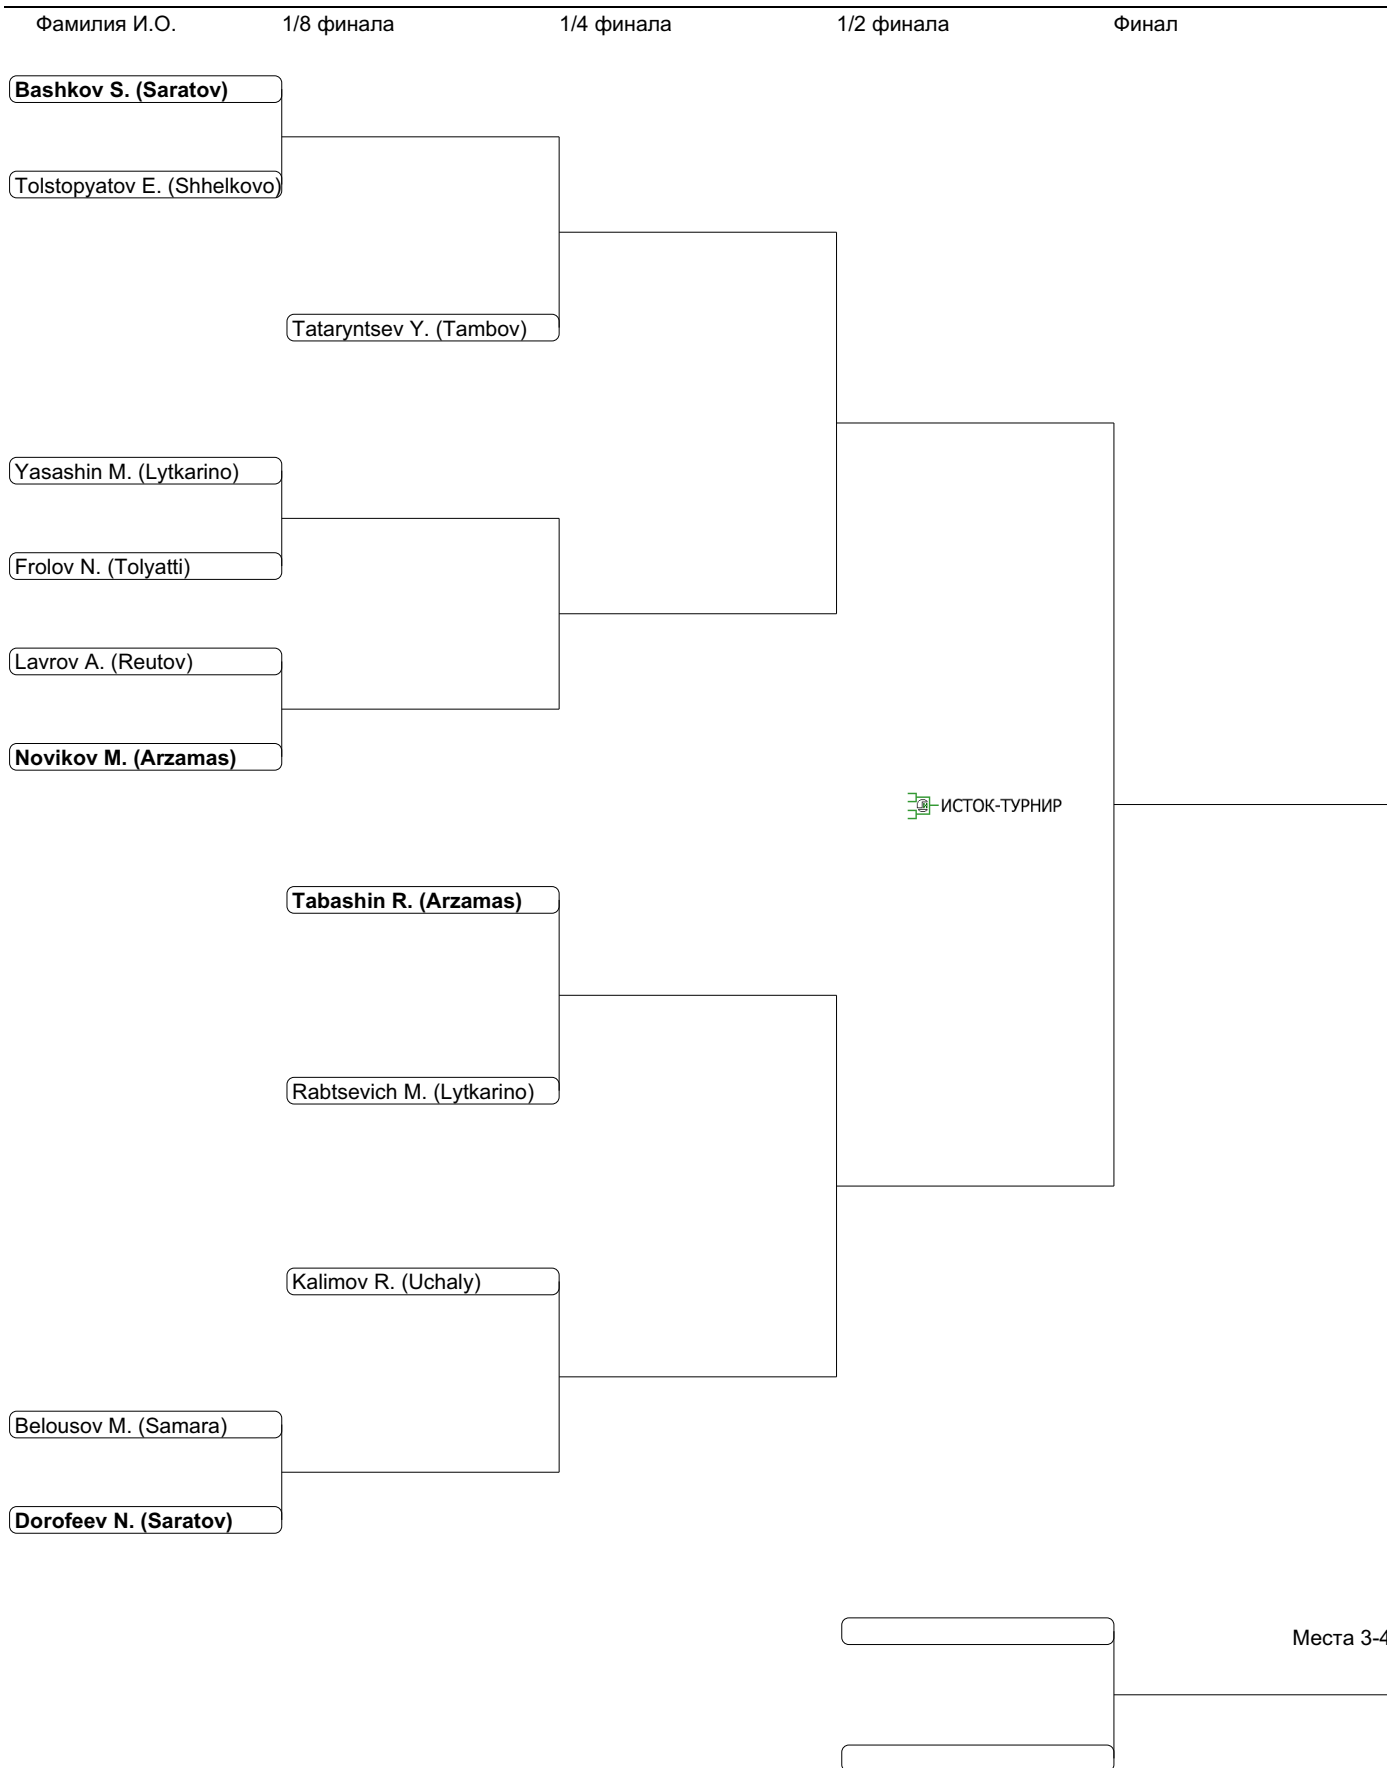 Фамилия И.О. 1/8 финала 1/4 финала 1/2 финала Финал
Bashkov S. (Saratov)
Tolstopyatov E. (Shhelkovo)
Tataryntsev Y. (Tambov)
Yasashin M. (Lytkarino)
Frolov N. (Tolyatti)
Lavrov A. (Reutov)
Novikov M. (Arzamas)
ИСТОК-ТУРНИР
Tabashin R. (Arzamas)
Rabtsevich M. (Lytkarino)
Kalimov R. (Uchaly)
Belousov M. (Samara)
Dorofeev N. (Saratov)
Места 3-4